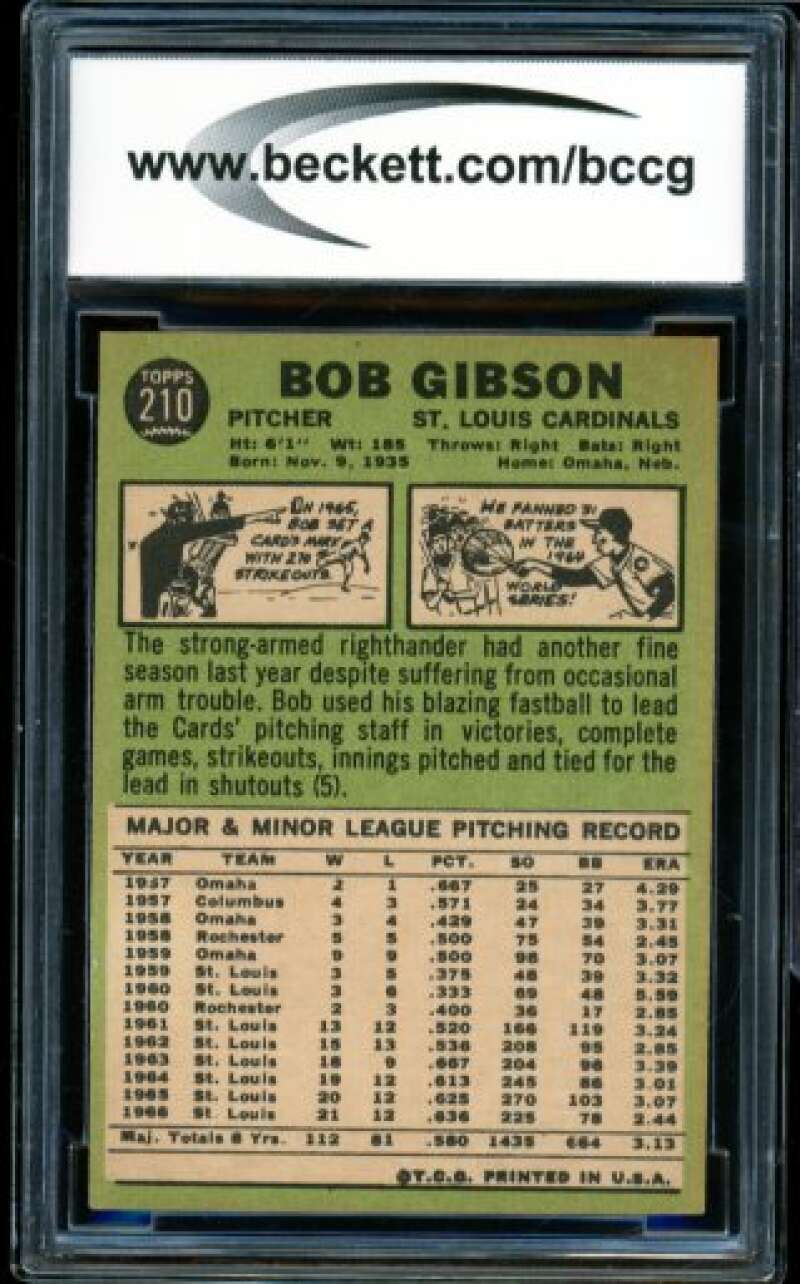 www.beckett.com/bccg
TOPPS
210
BOB GIBSON
PITCHER ST. LOUIS CARDINALS
Ht: 6'1" Wt: 185 Throws: Right Bats: Right
Born: Nov. 9, 1935 Home: Omaha, Neb.
ON 1965,
BOB SET A
CARDS MARK
WITH 270
STRIKEOUTS.
HE FANNED 31
BATTERS
IN THE
1964
WORLD
SERIES!
The strong-armed righthander had another fine
season last year despite suffering from occasional
arm trouble. Bob used his blazing fastball to lead
the Cards' pitching staff in victories, complete
games, strikeouts, innings pitched and tied for the
lead in shutouts (5).
MAJOR & MINOR LEAGUE PITCHING RECORD
YEAR TEAM W L PCT. SO BB ERA
1957 Omaha 2 1 .667 25 27 4.29
1957 Columbus 4 3 .571 24 34 3.77
1958 Omaha 3 4 .429 47 39 3.31
1958 Rochester 5 5 .500 75 54 2.45
1959 Omaha 9 9 .500 98 70 3.07
1959 St. Louis 3 5 .375 48 39 3.32
1960 St. Louis 3 6 .333 69 48 5.59
1960 Rochester 2 3 .400 36 17 2.85
1961 St. Louis 13 12 .520 166 119 3.24
1962 St. Louis 15 13 .536 208 95 2.85
1963 St. Louis 18 9 .667 204 96 3.39
1964 St. Louis 19 12 .613 245 86 3.01
1965 St. Louis 20 12 .625 270 103 3.07
1966 St Louis 21 12 .636 225 78 2.44
Maj. Totals 8 Yrs. 112 81 .580 1435 664 3.13
©T.C.G. PRINTED IN U.S.A.